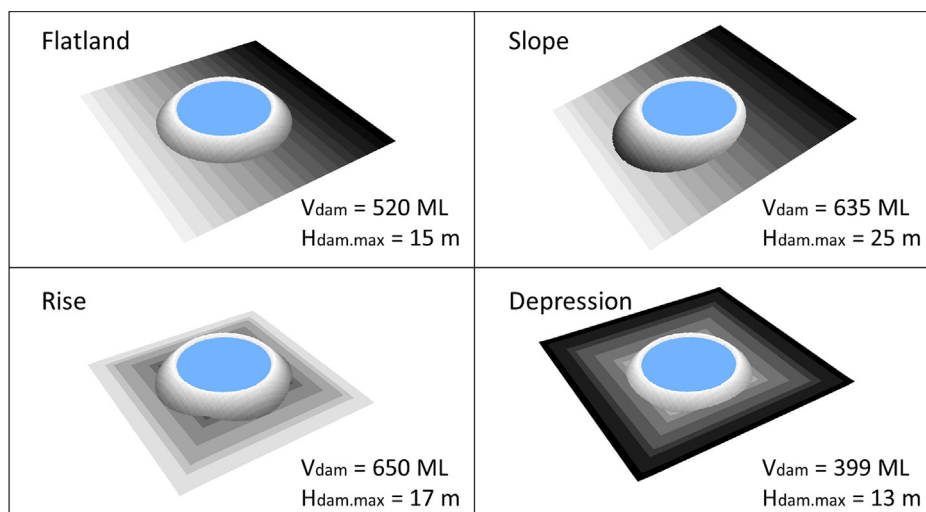 Flatland
Vdam = 520 ML
Hdam.max = 15 m
Slope
Vdam = 635 ML
Hdam.max = 25 m
Rise
Vdam = 650 ML
Hdam.max = 17 m
Depression
Vdam = 399 ML
Hdam.max = 13 m